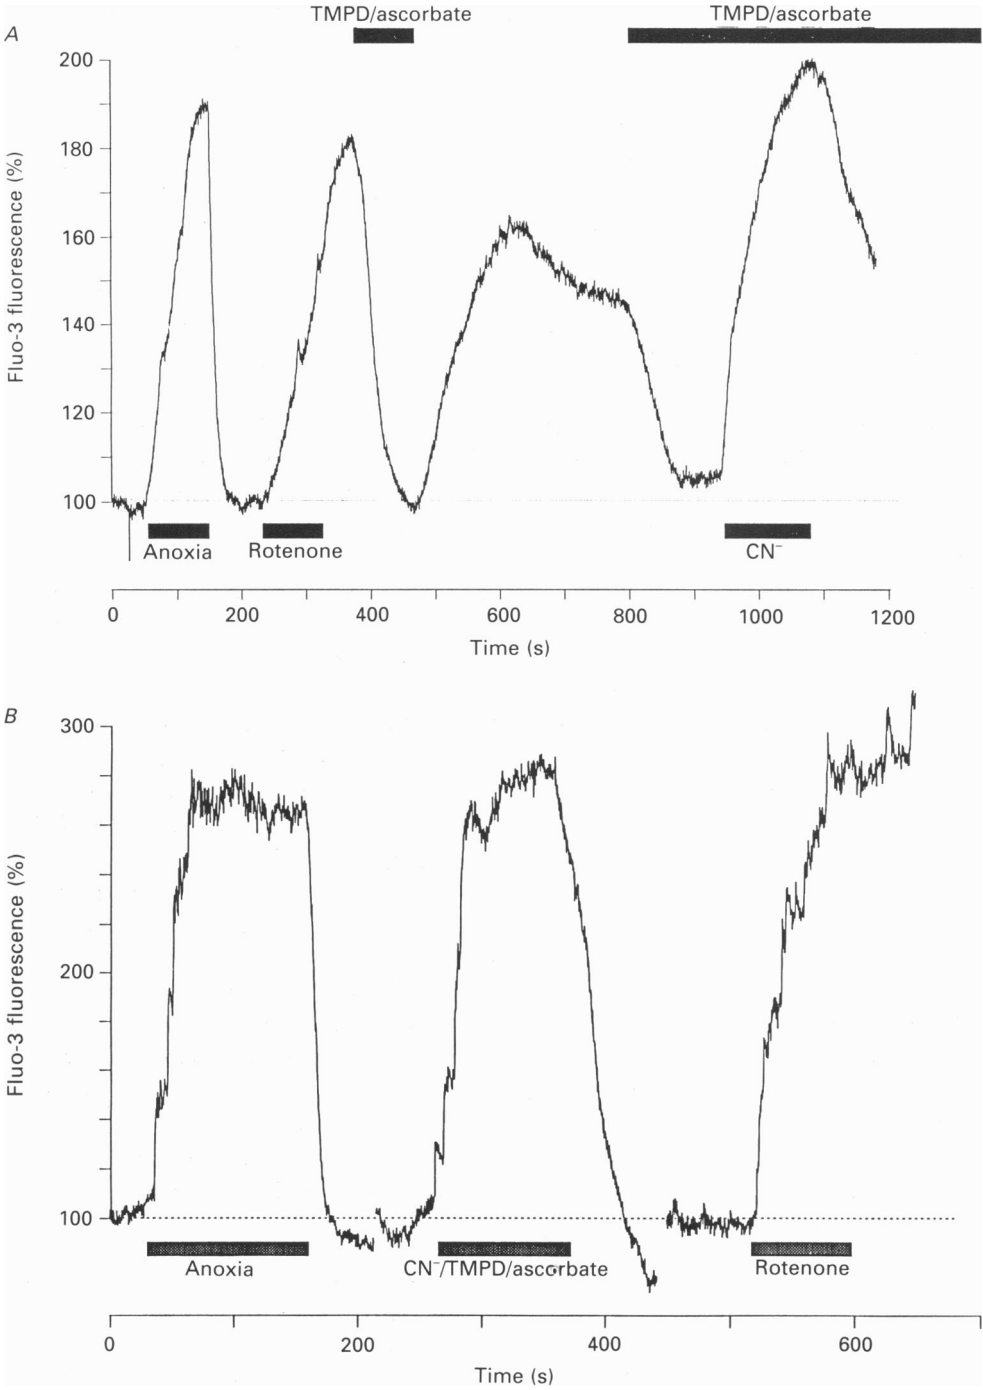 A
TMPD/ascorbate
TMPD/ascorbate
Fluo-3 fluorescence (%)
200
180
160
140
120
100
Anoxia
Rotenone
CN⁻
0 200 400 600 800 1000 1200
Time (s)
B
Fluo-3 fluorescence (%)
300
200
100
Anoxia
CN⁻/TMPD/ascorbate
Rotenone
0 200 400 600
Time (s)